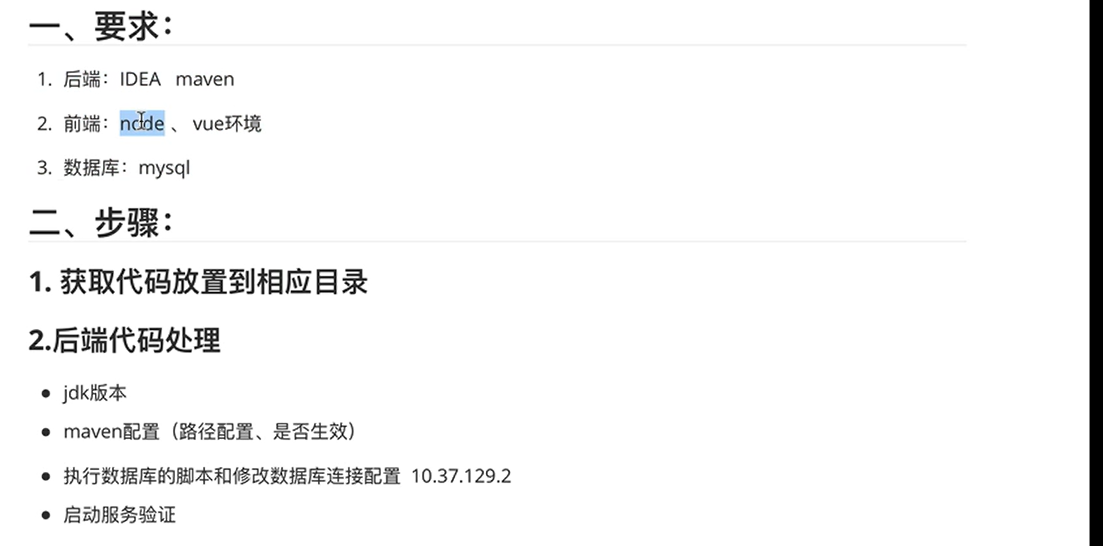 一、要求：
1. 后端：IDEA maven
2. 前端：node 、 vue环境
3. 数据库：mysql
二、步骤：
1. 获取代码放置到相应目录
2.后端代码处理
• jdk版本
• maven配置（路径配置、是否生效）
• 执行数据库的脚本和修改数据库连接配置 10.37.129.2
• 启动服务验证